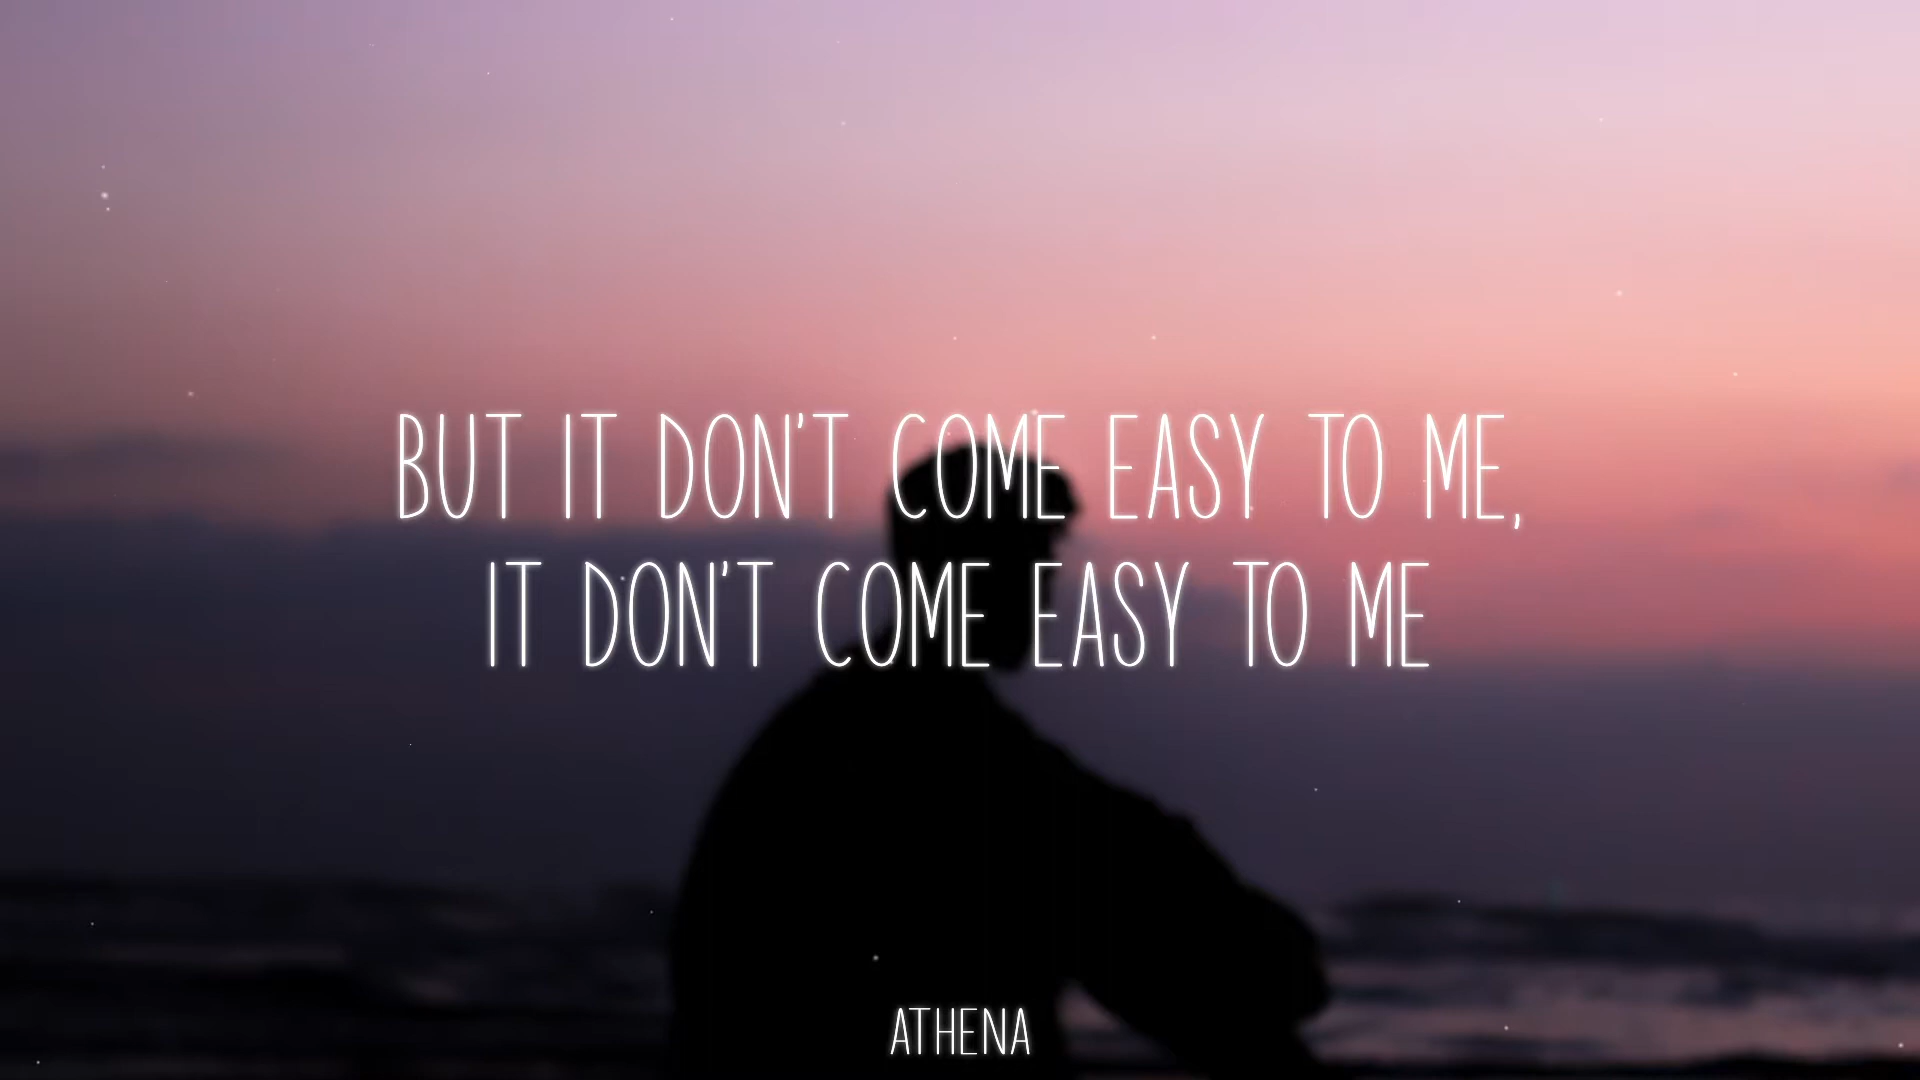 BUT IT DON'T COME EASY TO ME,
IT DON'T COME EASY TO ME
ATHENA